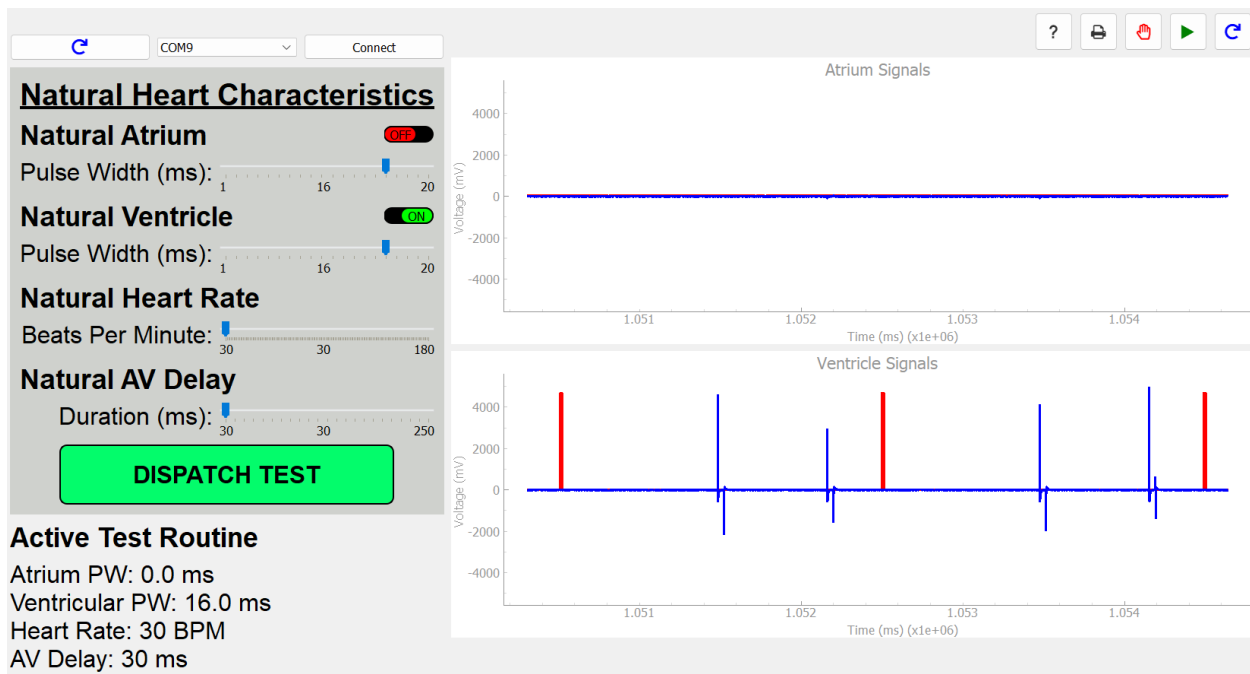 COM9
Connect
?
Natural Heart Characteristics
Natural Atrium
OFF
Pulse Width (ms):
1 16 20
Natural Ventricle
ON
Pulse Width (ms):
1 16 20
Natural Heart Rate
Beats Per Minute:
30 30 180
Natural AV Delay
Duration (ms):
30 30 250
DISPATCH TEST
Active Test Routine
Atrium PW: 0.0 ms
Ventricular PW: 16.0 ms
Heart Rate: 30 BPM
AV Delay: 30 ms
Atrium Signals
Voltage (mV)
4000
2000
0
-2000
-4000
1.051 1.052 1.053 1.054
Time (ms) (x1e+06)
Ventricle Signals
Voltage (mV)
4000
2000
0
-2000
-4000
1.051 1.052 1.053 1.054
Time (ms) (x1e+06)